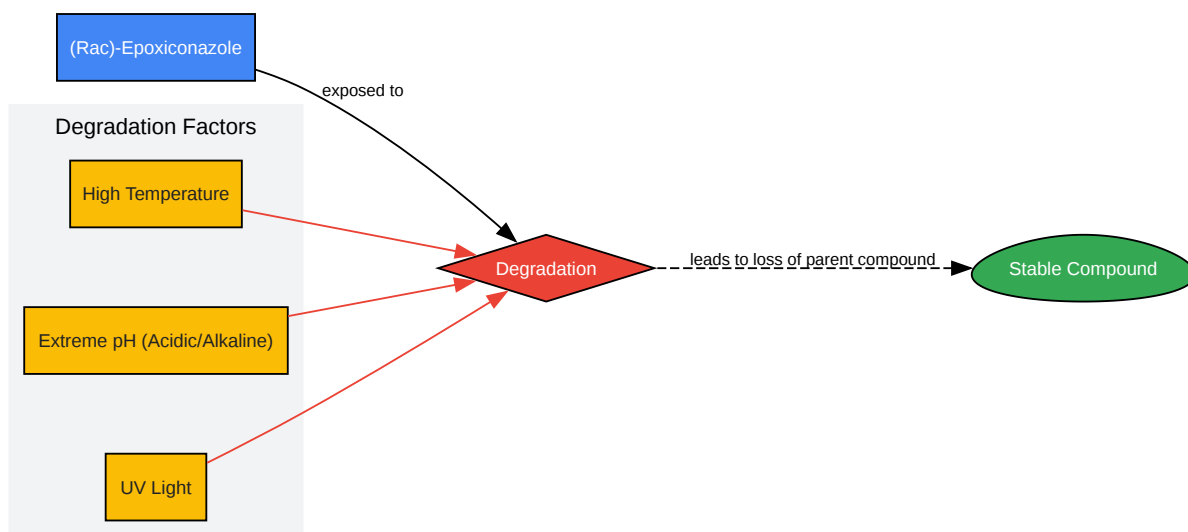 (Rac)-Epoxiconazole
exposed to
Degradation Factors
High Temperature
Degradation
leads to loss of parent compound
Stable Compound
Extreme pH (Acidic/Alkaline)
UV Light